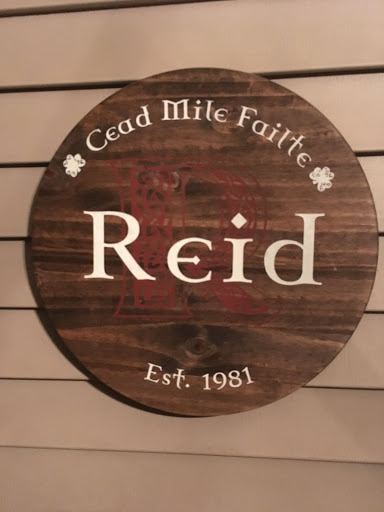 Cead Mile Failte
R
Reid
Est. 1981